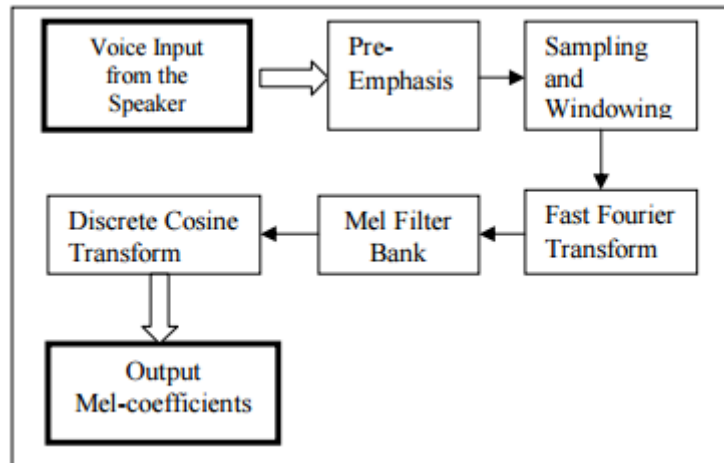 Voice Input
from the
Speaker
Pre-
Emphasis
Sampling
and
Windowing
Fast Fourier
Transform
Mel Filter
Bank
Discrete Cosine
Transform
Output
Mel-coefficients